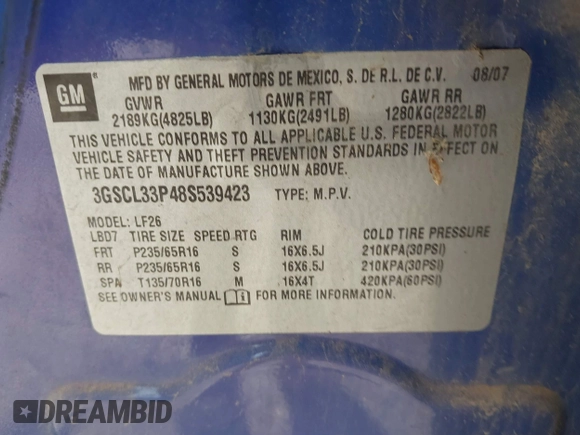 GM
®
MFD BY GENERAL MOTORS DE MEXICO, S. DE R.L. DE C.V. 08/07
GVWR GAWR FRT GAWR RR
2189KG(4825LB) 1130KG(2491LB) 1280KG(2822LB)
THIS VEHICLE CONFORMS TO ALL APPLICABLE U.S. FEDERAL MOTOR
VEHICLE SAFETY AND THEFT PREVENTION STANDARDS IN EFFECT ON
THE DATE OF MANUFACTURE SHOWN ABOVE.
3GSCL33P48S539423 TYPE: M.P.V.
MODEL: LF26
LBD7 TIRE SIZE SPEED RTG RIM COLD TIRE PRESSURE
FRT P235/65R16 S 16X6.5J 210KPA(30PSI)
RR P235/65R16 S 16X6.5J 210KPA(30PSI)
SPA T135/70R16 M 16X4T 420KPA(60PSI)
SEE OWNER'S MANUAL FOR MORE INFORMATION.
DREAMBID